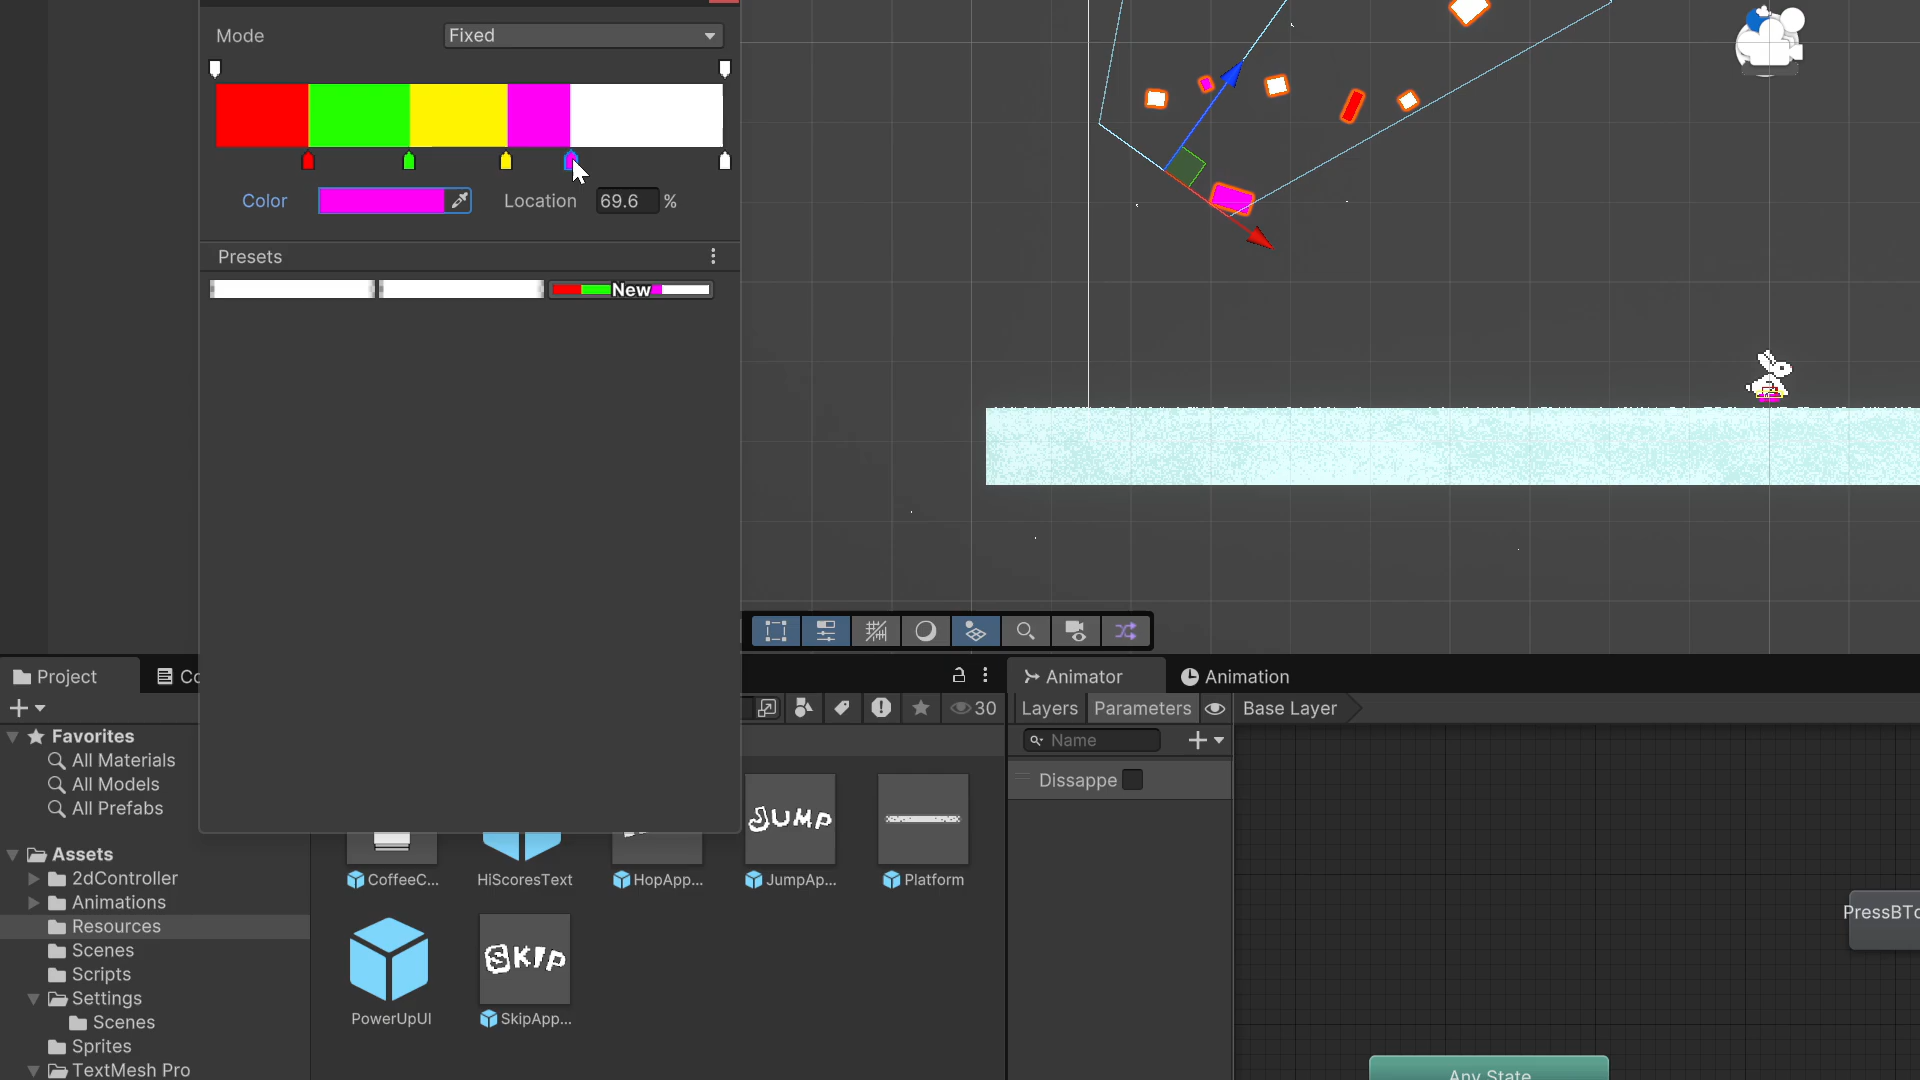 Mode
Fixed
Color
Location
69.6
%
Presets
New
Project
Co
30
Animator
Animation
Layers
Parameters
Base Layer
Name
Dissappe
Favorites
All Materials
All Models
All Prefabs
Assets
2dController
Animations
Resources
Scenes
Scripts
Settings
Scenes
Sprites
TextMesh Pro
JUMP
CoffeeC...
HiScoresText
HopApp...
JumpAp...
Platform
SKIP
PowerUpUI
SkipApp...
PressBTo
Any State